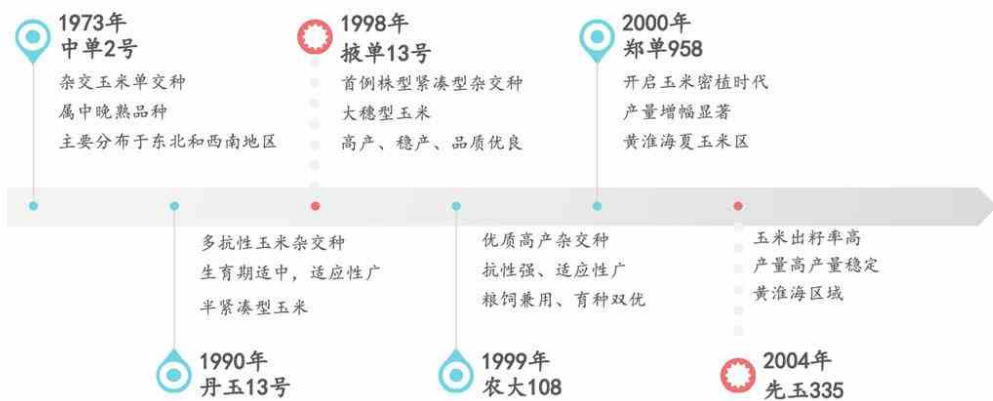 1973年
中单2号
杂交玉米单交种
属中晚熟品种
主要分布于东北和西南地区
1998年
掖单13号
首例株型紧凑型杂交种
大穗型玉米
高产、稳产、品质优良
2000年
郑单958
开启玉米密植时代
产量增幅显著
黄淮海夏玉米区
多抗性玉米杂交种
生育期适中，适应性广
半紧凑型玉米
1990年
丹玉13号
优质高产杂交种
抗性强、适应性广
粮饲兼用、育种双优
1999年
农大108
玉米出籽率高
产量高产量稳定
黄淮海区域
2004年
先玉335